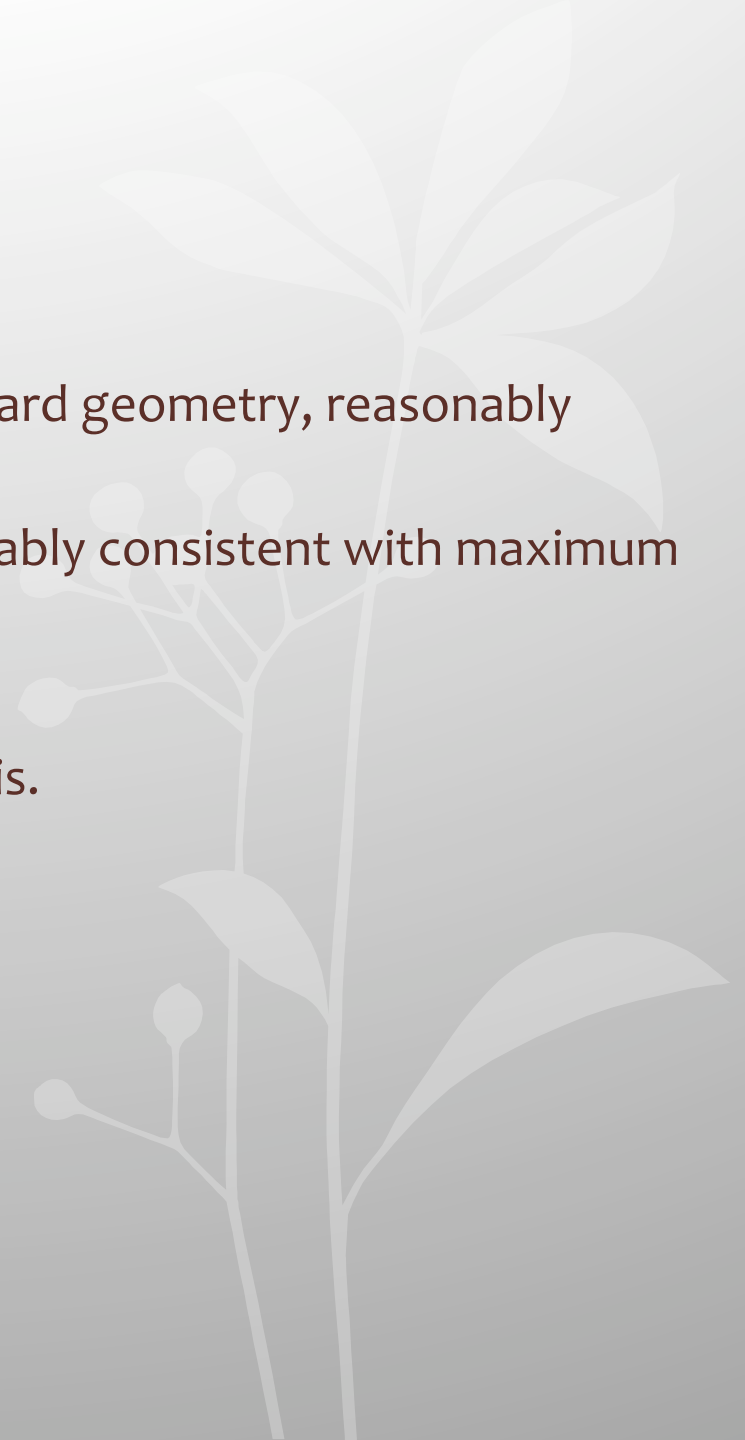 ard geometry, reasonably
ably consistent with maximum
is.